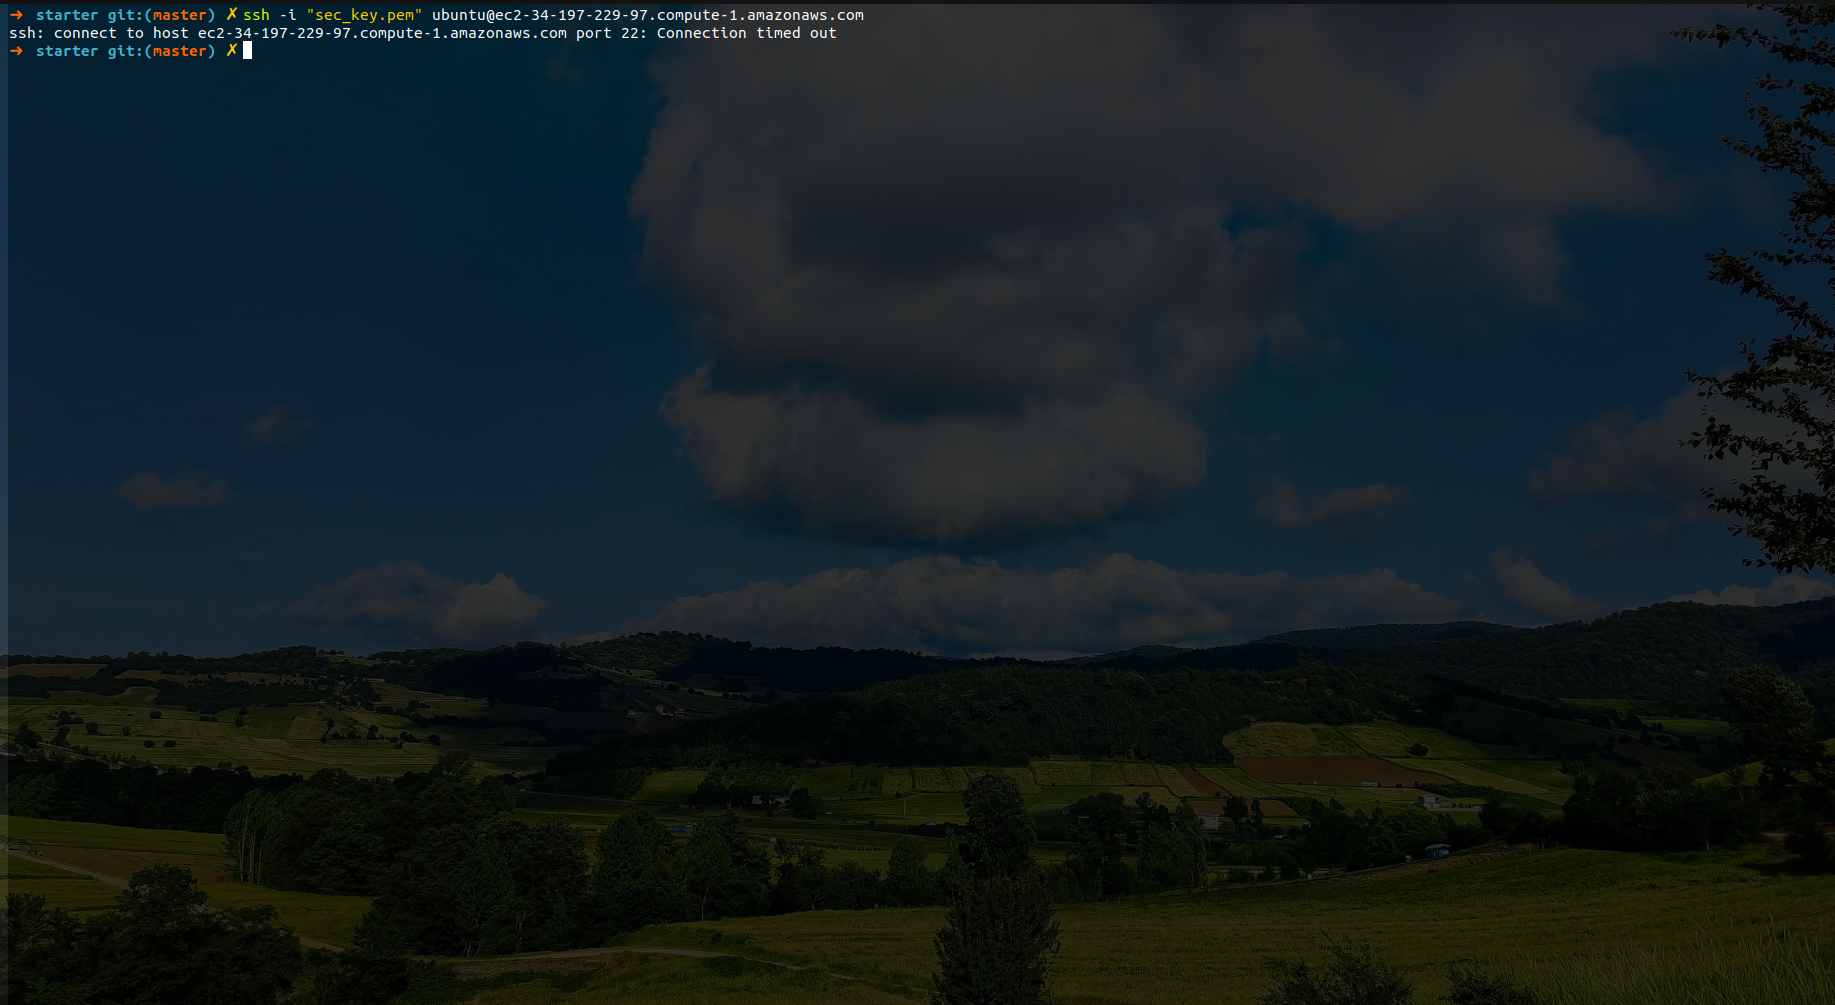 ➜ starter git:(master) ✗ ssh -i "sec_key.pem" ubuntu@ec2-34-197-229-97.compute-1.amazonaws.com
ssh: connect to host ec2-34-197-229-97.compute-1.amazonaws.com port 22: Connection timed out
➜ starter git:(master) ✗